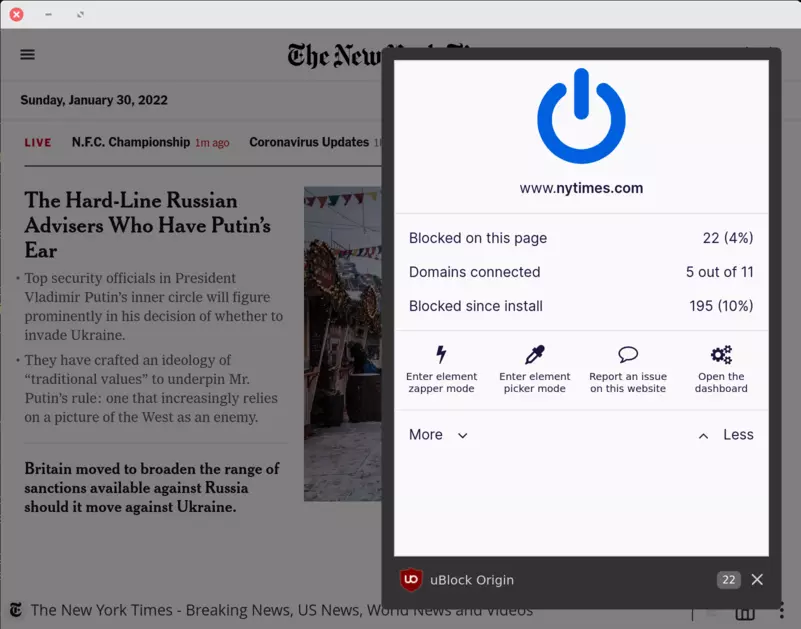 The New York Ti
Sunday, January 30, 2022
LIVE N.F.C. Championship 1m ago Coronavirus Updates
The Hard-Line Russian
Advisers Who Have Putin’s
Ear
• Top security officials in President
Vladimir Putin’s inner circle will figure
prominently in his decision of whether to
invade Ukraine.
• They have crafted an ideology of
“traditional values” to underpin Mr.
Putin’s rule: one that increasingly relies
on a picture of the West as an enemy.
Britain moved to broaden the range of
sanctions available against Russia
should it move against Ukraine.
www.nytimes.com
Blocked on this page 22 (4%)
Domains connected 5 out of 11
Blocked since install 195 (10%)
Enter element
zapper mode
Enter element
picker mode
Report an issue
on this website
Open the
dashboard
More Less
uBlock Origin 22
The New York Times - Breaking News, US News, World News and Videos